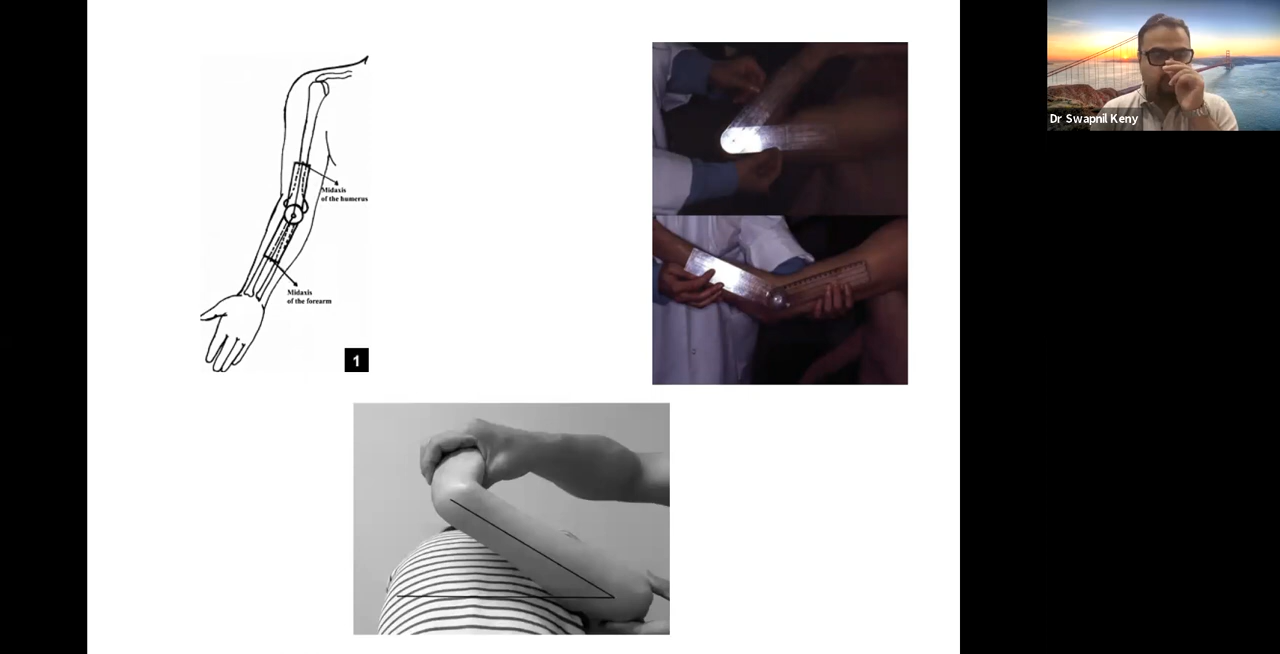 Midaxis
of the humerus
Midaxis
of the forearm
1
Dr Swapnil Keny